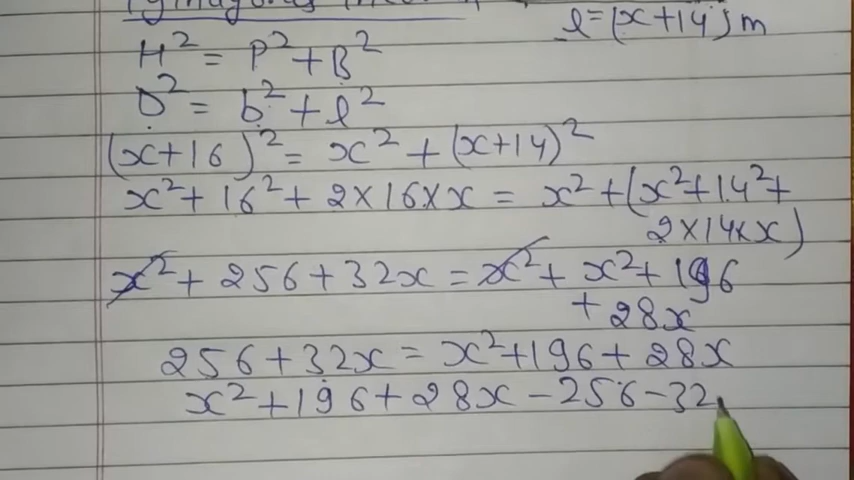 l=(x+14)m
H² = P²+B²
D² = b²+l²
(x+16)² = x² + (x+14)²
x²+16²+2×16×x = x²+(x²+14²+
2×14×x)
x²+256+32x = x²+x²+196
+28x
256+32x = x²+196+28x
x²+196+28x-256-32